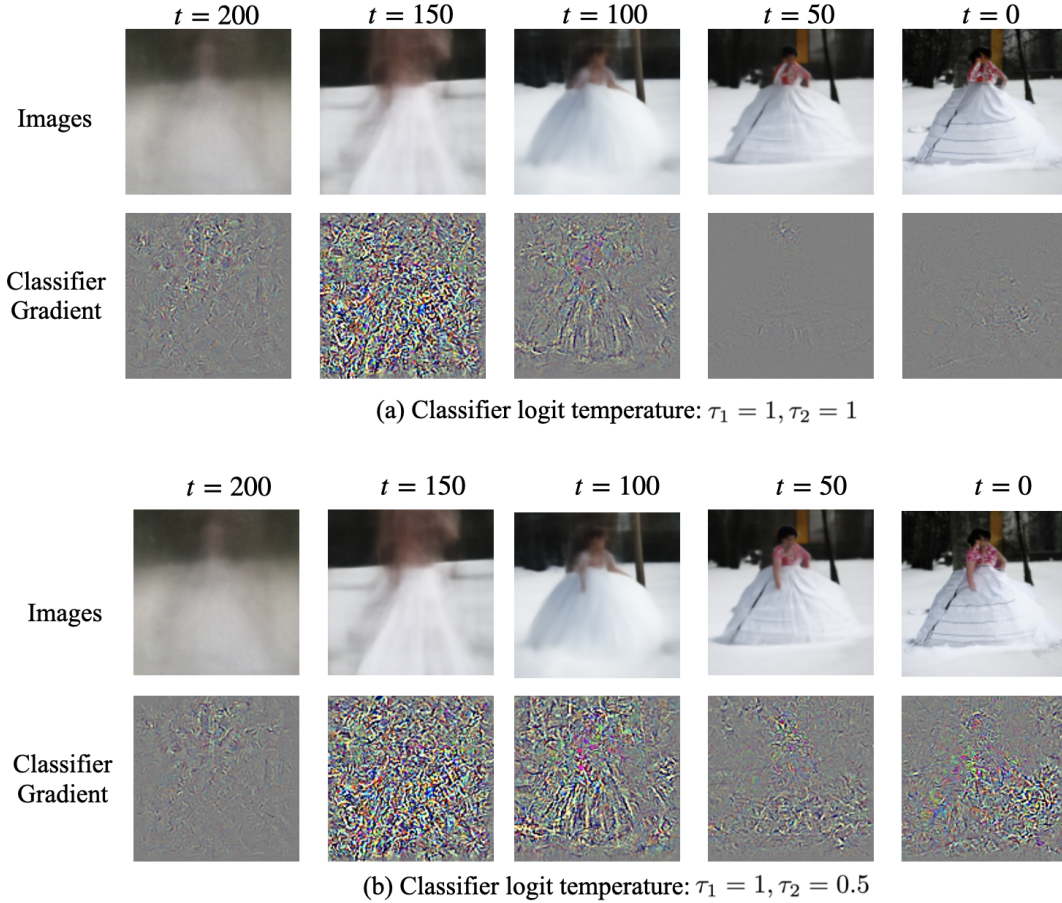 t = 200 t = 150 t = 100 t = 50 t = 0
Images
Classifier
Gradient
(a) Classifier logit temperature: τ₁ = 1, τ₂ = 1
t = 200 t = 150 t = 100 t = 50 t = 0
Images
Classifier
Gradient
(b) Classifier logit temperature: τ₁ = 1, τ₂ = 0.5